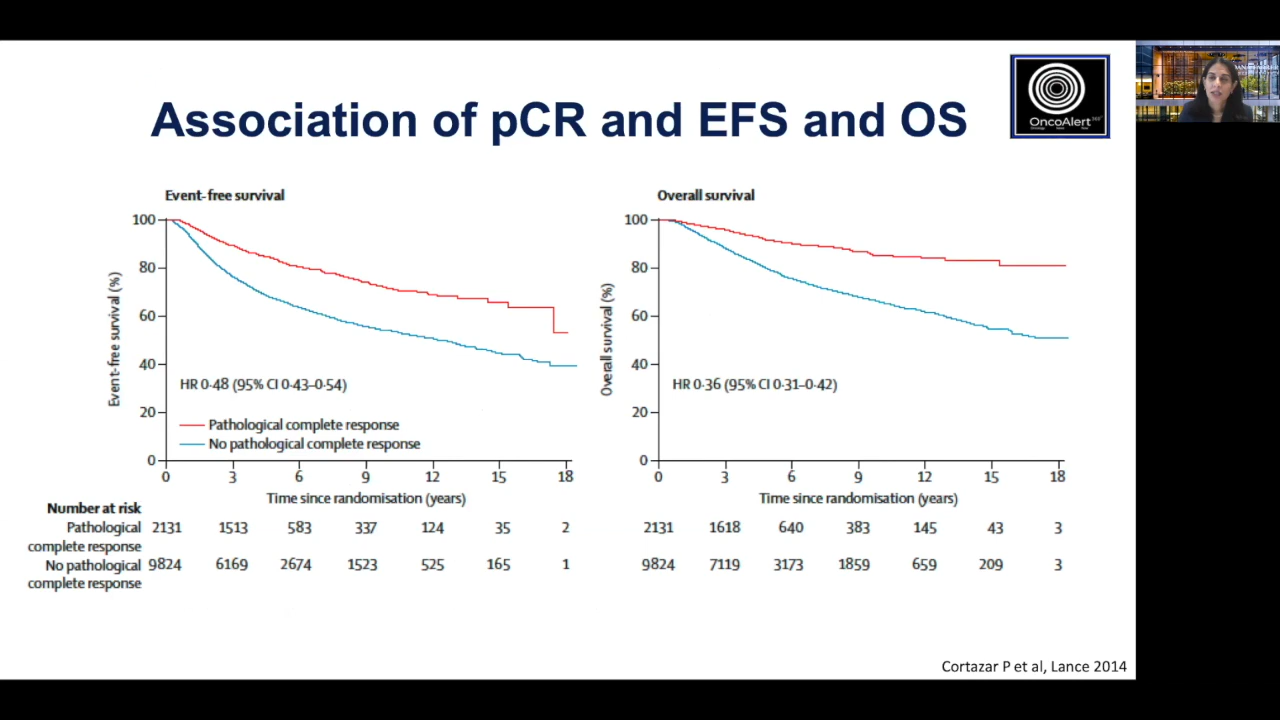 Association of pCR and EFS and OS
OncoAlert
Event-free survival
100
80
60
40
20
0
Event-free survival (%)
HR 0·48 (95% CI 0·43–0·54)
Pathological complete response
No pathological complete response
0 3 6 9 12 15 18
Time since randomisation (years)
Overall survival
100
80
60
40
20
0
Overall survival (%)
HR 0·36 (95% CI 0·31–0·42)
0 3 6 9 12 15 18
Time since randomisation (years)
Number at risk
Pathological
complete response
2131 1513 583 337 124 35 2
2131 1618 640 383 145 43 3
No pathological
complete response
9824 6169 2674 1523 525 165 1
9824 7119 3173 1859 659 209 3
Cortazar P et al, Lance 2014